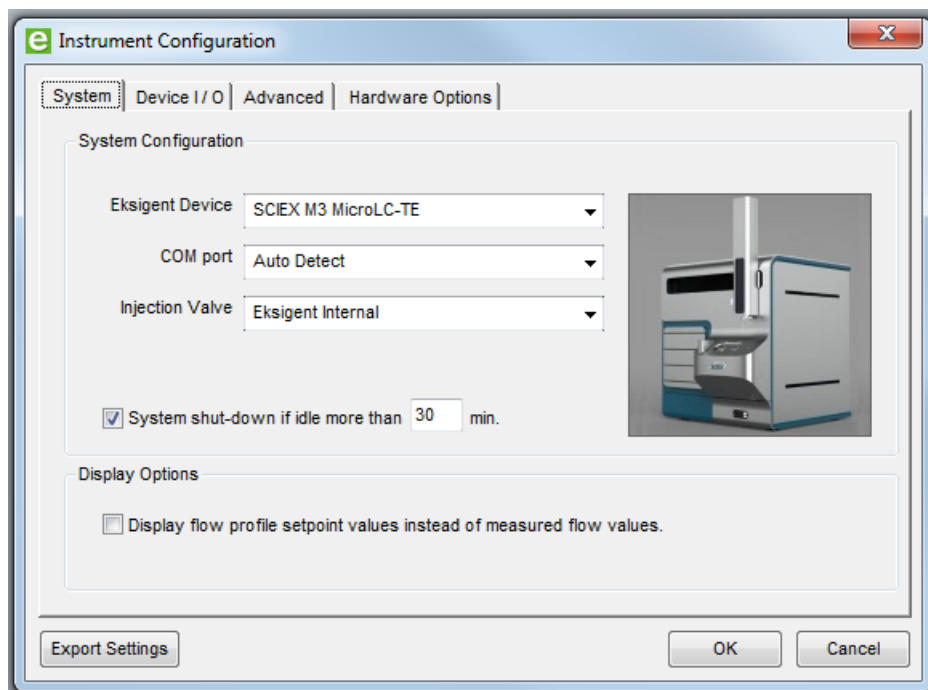 e Instrument Configuration
System Device I / O Advanced Hardware Options
System Configuration
Eksigent Device SCIEX M3 MicroLC-TE
COM port Auto Detect
Injection Valve Eksigent Internal
System shut-down if idle more than 30 min.
Display Options
Display flow profile setpoint values instead of measured flow values.
Export Settings OK Cancel